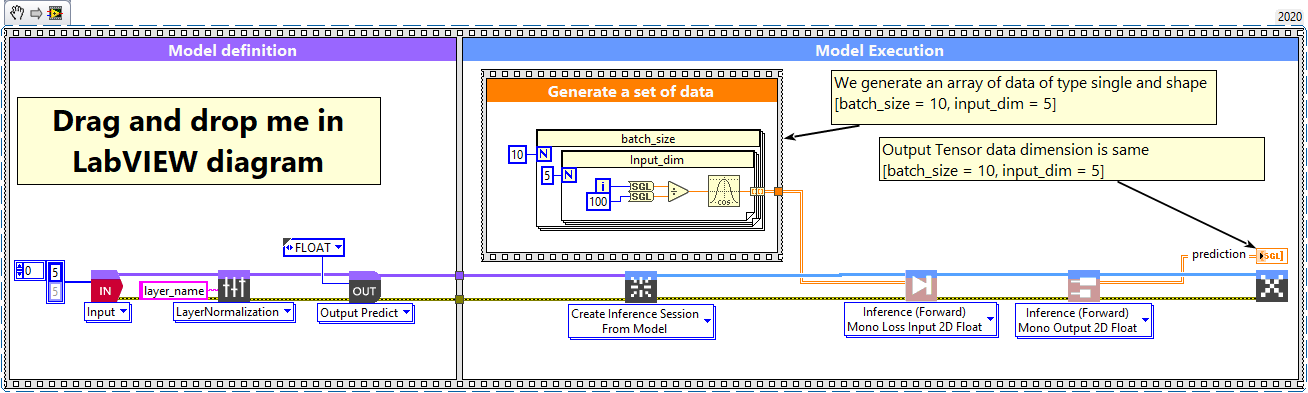 2020
Model definition
Drag and drop me in
LabVIEW diagram
FLOAT
0
5
5
IN
Input
layer_name
LayerNormalization
OUT
Output Predict
Model Execution
Generate a set of data
batch_size
10
N
Input_dim
5
N
i
100
SGL
SGL
÷
COS
We generate an array of data of type single and shape
[batch_size = 10, input_dim = 5]
Output Tensor data dimension is same
[batch_size = 10, input_dim = 5]
prediction
SGL]
Create Inference Session
From Model
Inference (Forward)
Mono Loss Input 2D Float
Inference (Forward)
Mono Output 2D Float